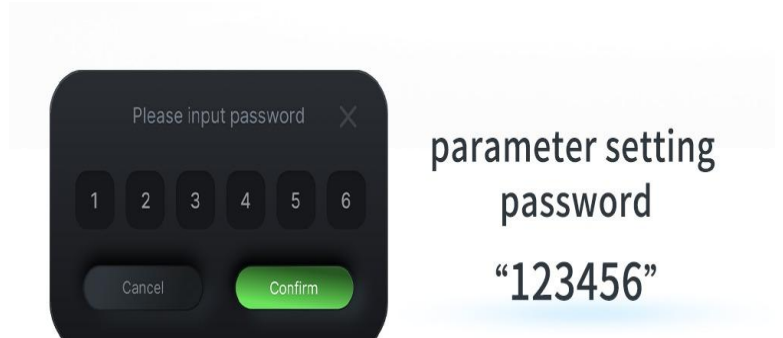 Please input password ×
1 2 3 4 5 6
Cancel Confirm
parameter setting
password
“123456”